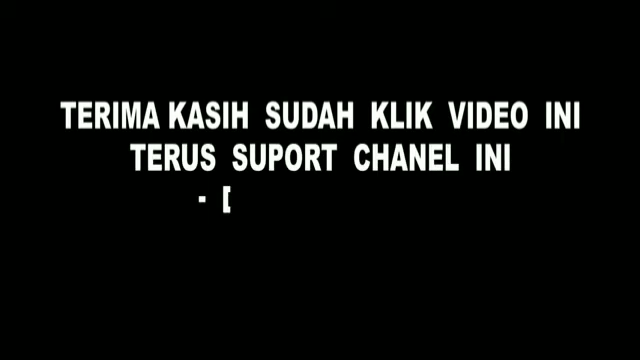 TERIMA KASIH SUDAH KLIK VIDEO INI
TERUS SUPORT CHANEL INI
- [